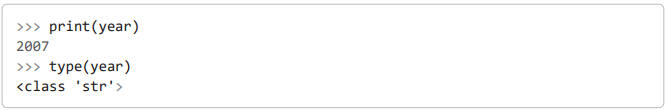 >>> print(year)
2007
>>> type(year)
<class 'str'>